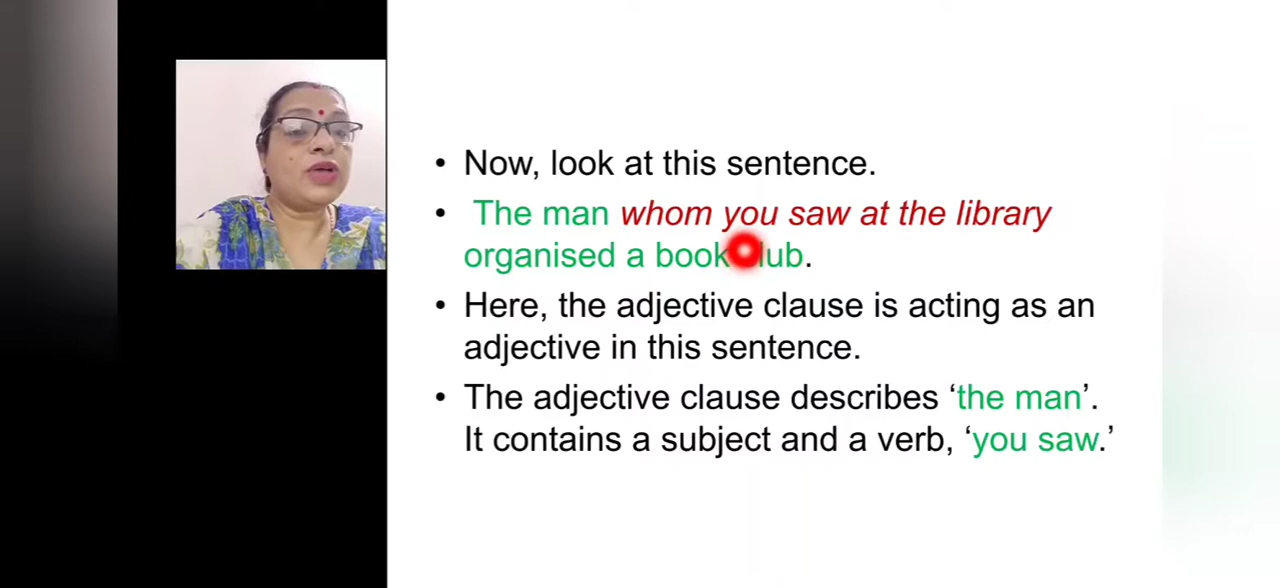 • Now, look at this sentence.
• The man whom you saw at the library
organised a book lub.
• Here, the adjective clause is acting as an
adjective in this sentence.
• The adjective clause describes ‘the man’.
It contains a subject and a verb, ‘you saw.’